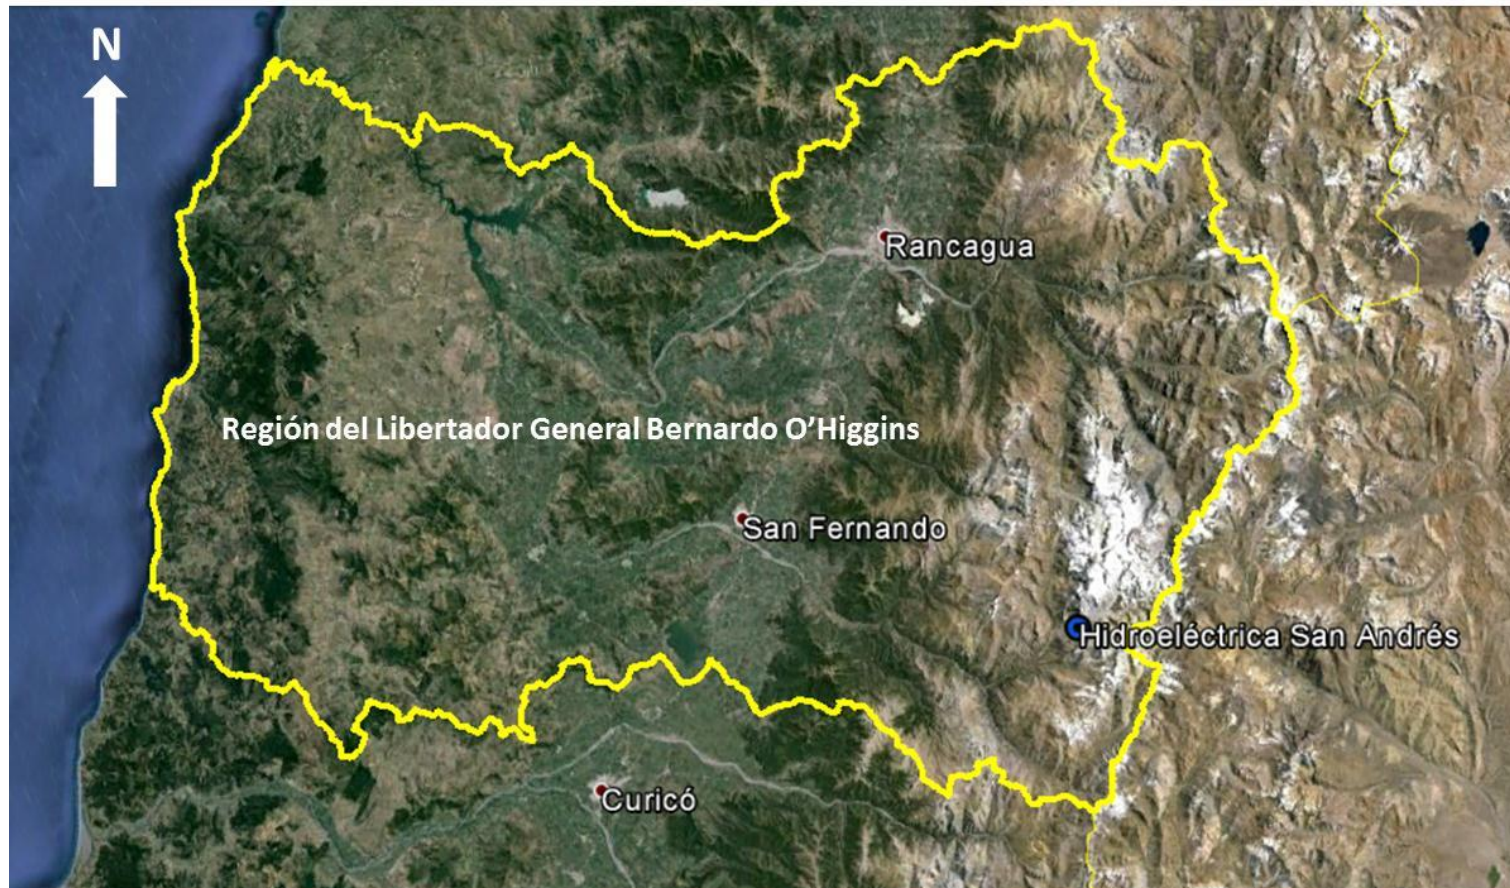 N
Rancagua
Región del Libertador General Bernardo O’Higgins
San Fernando
Hidroeléctrica San Andrés
Curicó